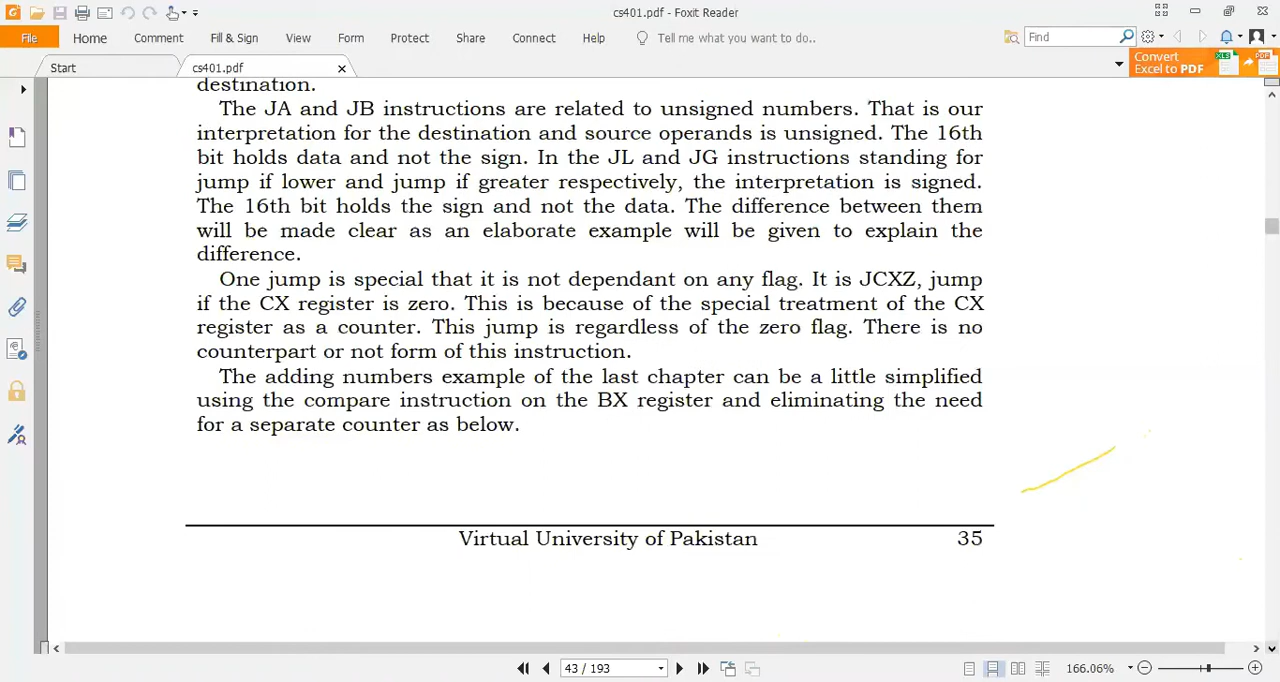 cs401.pdf - Foxit Reader
File Home Comment Fill & Sign View Form Protect Share Connect Help Tell me what you want to do.. Find
Start cs401.pdf
Convert
Excel to PDF
destination.
The JA and JB instructions are related to unsigned numbers. That is our
interpretation for the destination and source operands is unsigned. The 16th
bit holds data and not the sign. In the JL and JG instructions standing for
jump if lower and jump if greater respectively, the interpretation is signed.
The 16th bit holds the sign and not the data. The difference between them
will be made clear as an elaborate example will be given to explain the
difference.
One jump is special that it is not dependant on any flag. It is JCXZ, jump
if the CX register is zero. This is because of the special treatment of the CX
register as a counter. This jump is regardless of the zero flag. There is no
counterpart or not form of this instruction.
The adding numbers example of the last chapter can be a little simplified
using the compare instruction on the BX register and eliminating the need
for a separate counter as below.
Virtual University of Pakistan 35
43 / 193 166.06%